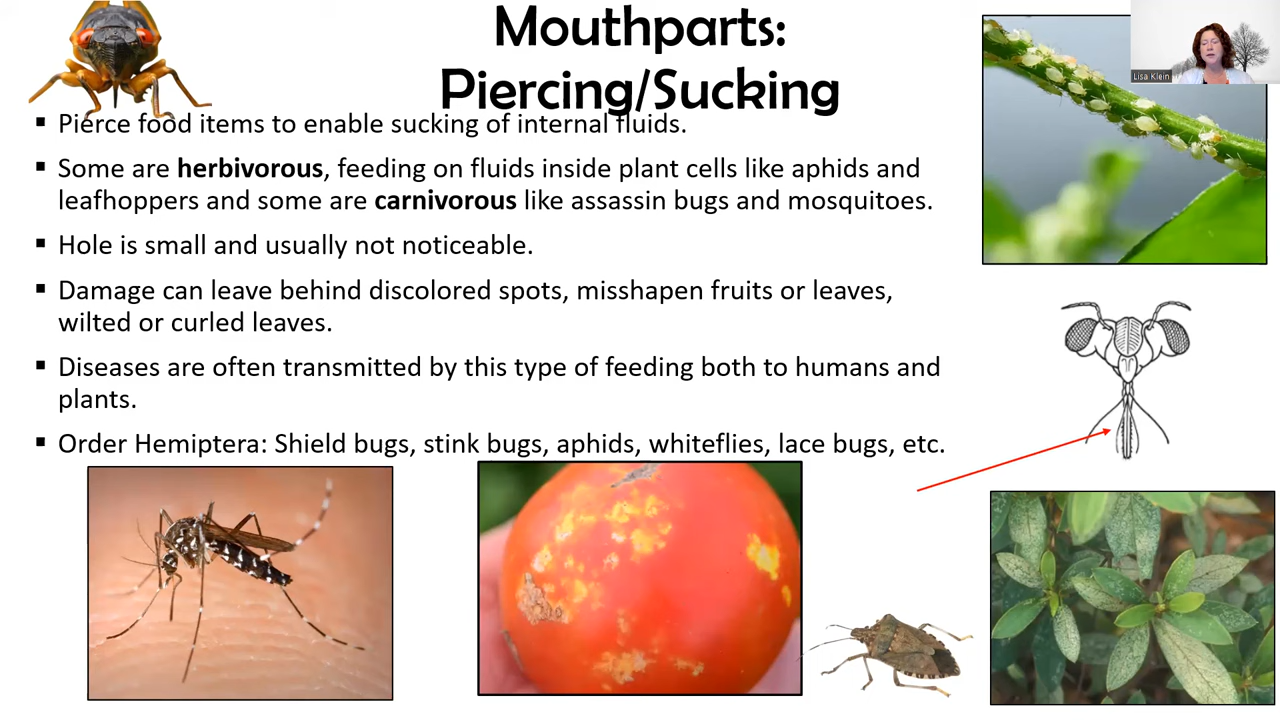 Mouthparts:
Piercing/Sucking
Lisa Klein
▪ Pierce food items to enable sucking of internal fluids.
▪ Some are herbivorous, feeding on fluids inside plant cells like aphids and
leafhoppers and some are carnivorous like assassin bugs and mosquitoes.
▪ Hole is small and usually not noticeable.
▪ Damage can leave behind discolored spots, misshapen fruits or leaves,
wilted or curled leaves.
▪ Diseases are often transmitted by this type of feeding both to humans and
plants.
▪ Order Hemiptera: Shield bugs, stink bugs, aphids, whiteflies, lace bugs, etc.